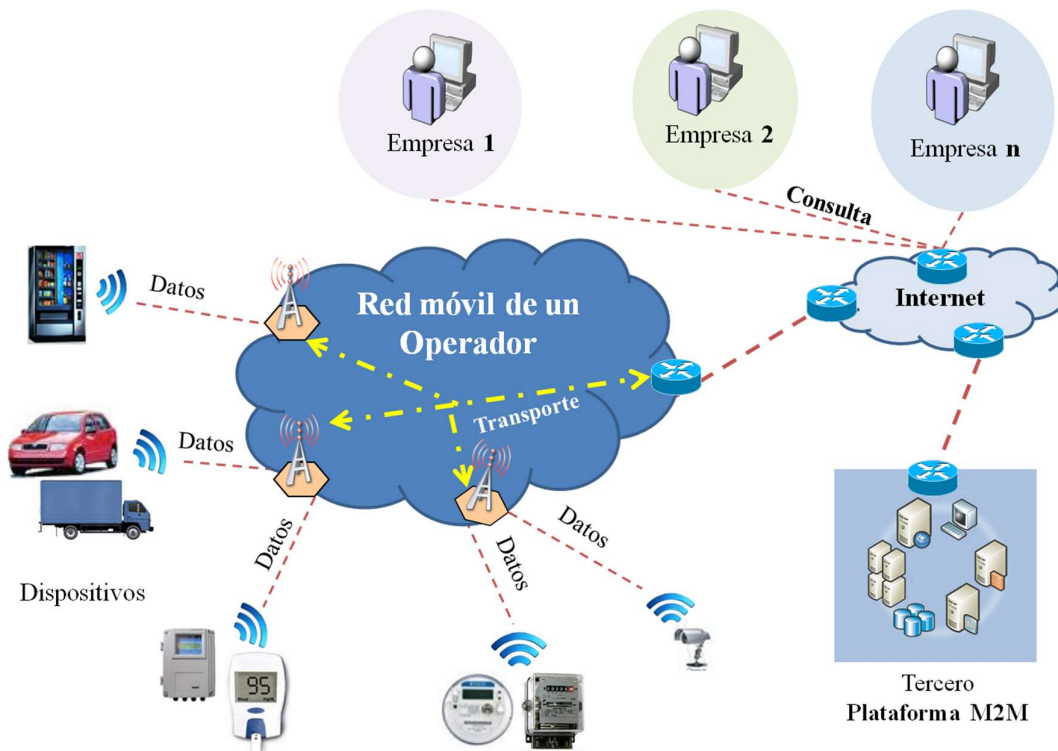 Empresa 1
Empresa 2
Empresa n
Consulta
Datos
Red móvil de un
Operador
Internet
Transporte
Datos
Datos
Datos
Datos
Dispositivos
95
Tercero
Plataforma M2M